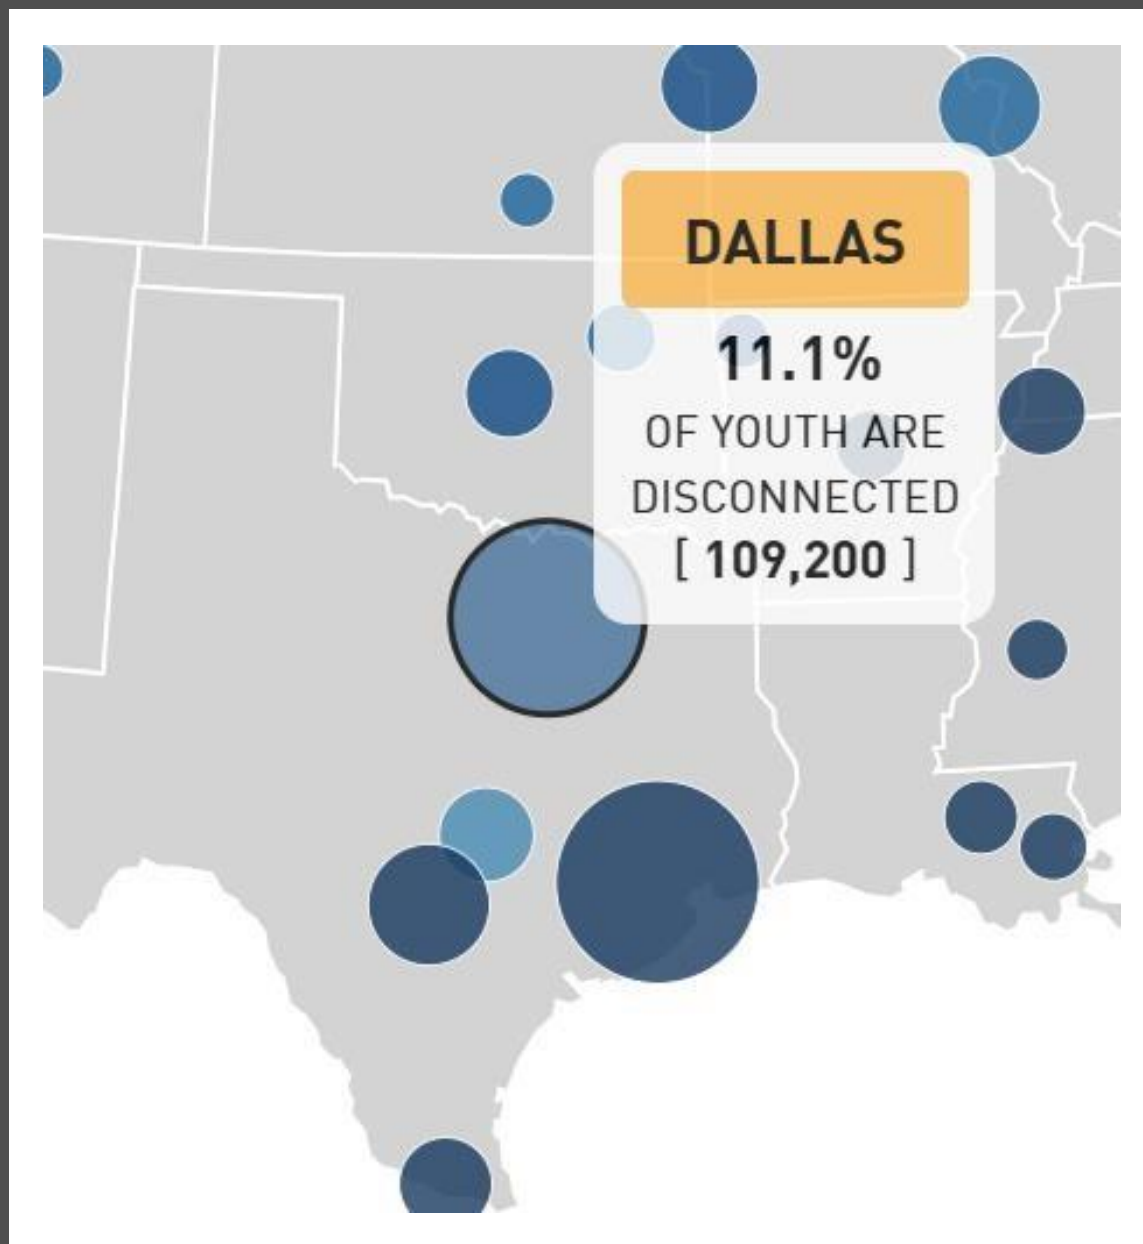 DALLAS
11.1%
OF YOUTH ARE
DISCONNECTED
[ 109,200 ]